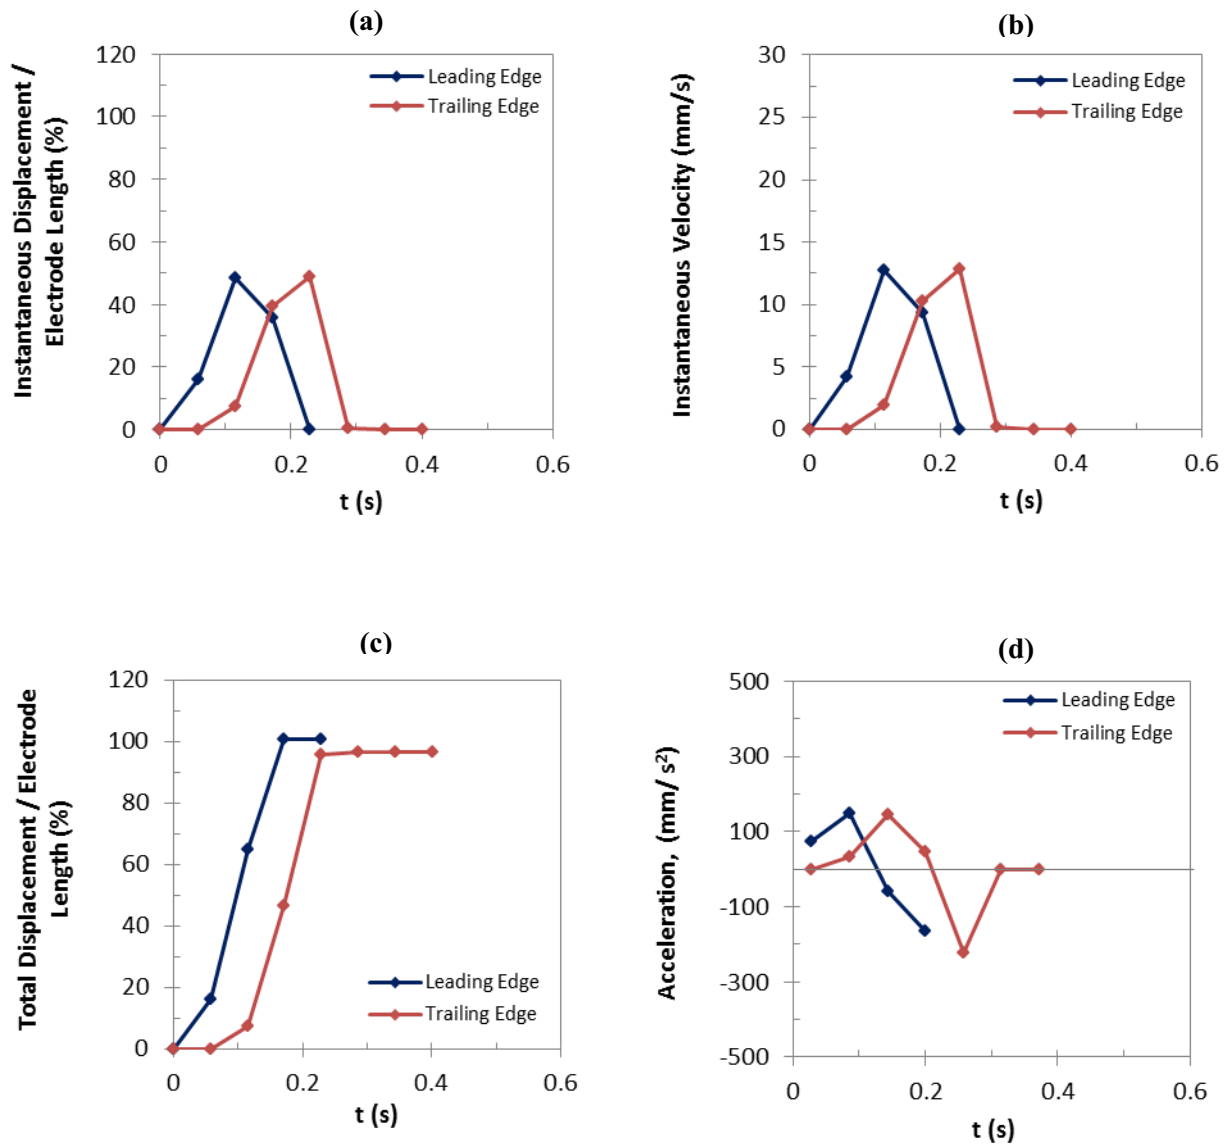 (a)
Instantaneous Displacement /
Electrode Length (%)
120
100
80
60
40
20
0
0 0.2 0.4 0.6
t (s)
Leading Edge
Trailing Edge
(b)
Instantaneous Velocity (mm/s)
30
25
20
15
10
5
0
0 0.2 0.4 0.6
t (s)
Leading Edge
Trailing Edge
(c)
Total Displacement / Electrode
Length (%)
120
100
80
60
40
20
0
0 0.2 0.4 0.6
t (s)
Leading Edge
Trailing Edge
(d)
Acceleration, (mm/ s²)
500
300
100
-100
-300
-500
0 0.2 0.4 0.6
t (s)
Leading Edge
Trailing Edge